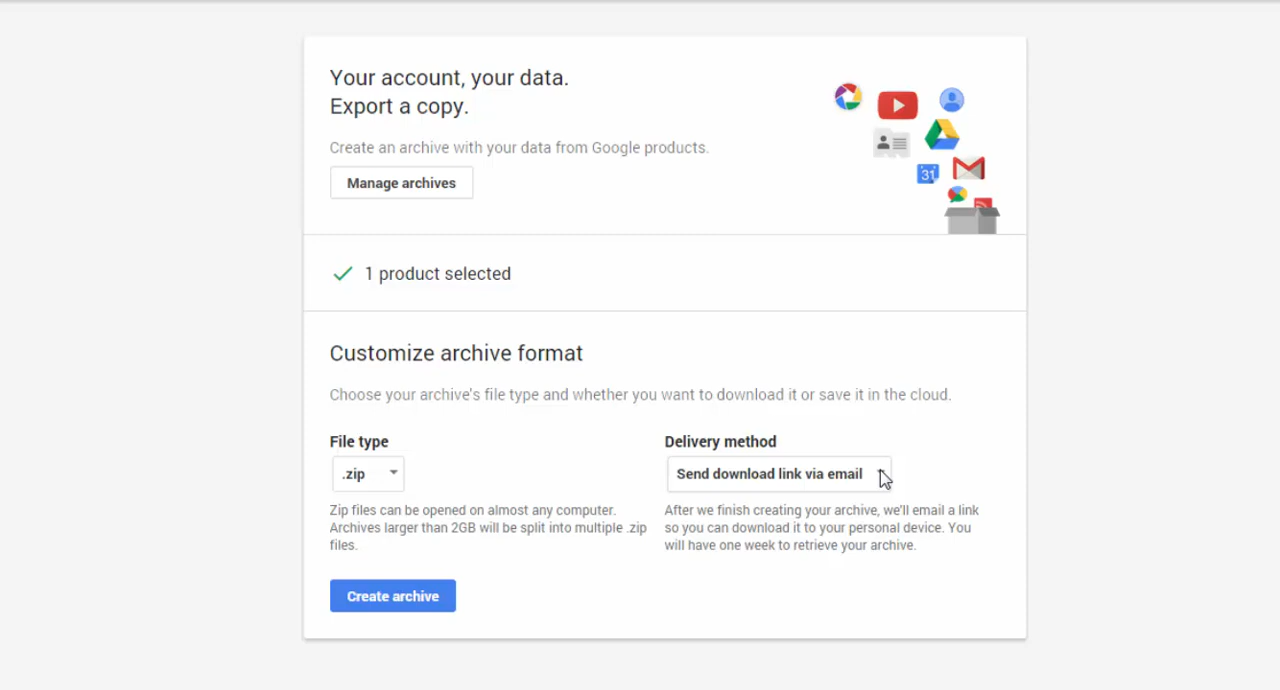 Your account, your data.
Export a copy.
Create an archive with your data from Google products.
Manage archives
31
1 product selected
Customize archive format
Choose your archive's file type and whether you want to download it or save it in the cloud.
File type
Delivery method
.zip
Send download link via email
Zip files can be opened on almost any computer.
Archives larger than 2GB will be split into multiple .zip
files.
After we finish creating your archive, we'll email a link
so you can download it to your personal device. You
will have one week to retrieve your archive.
Create archive